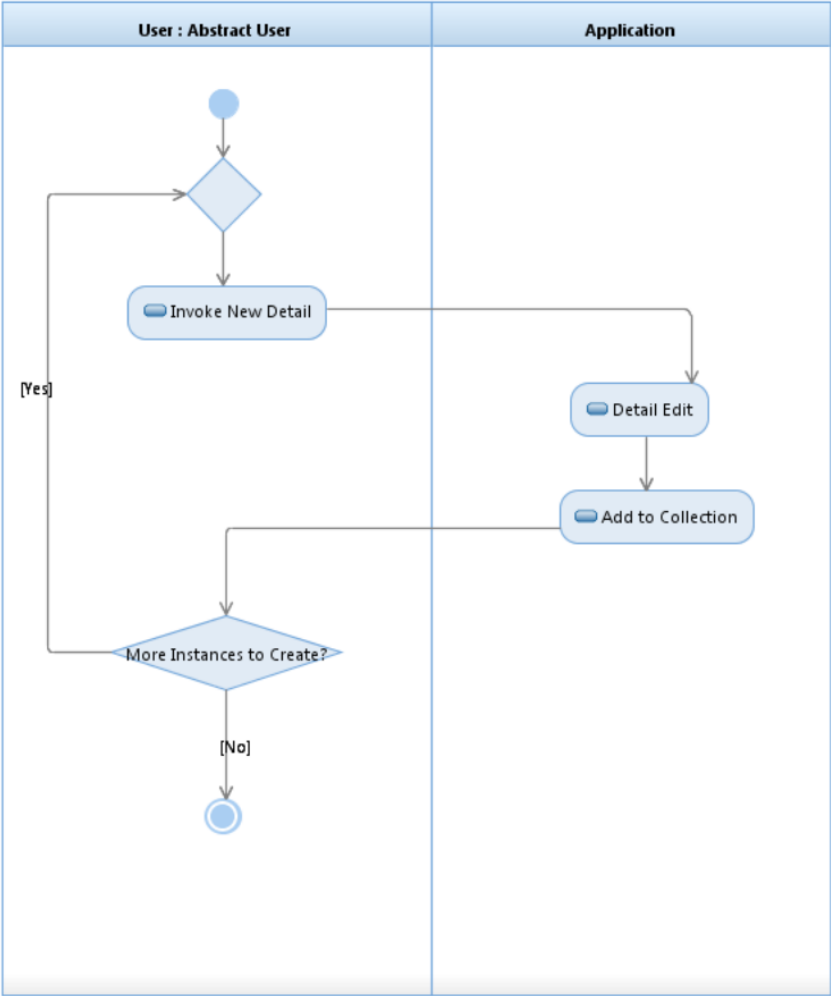 User : Abstract User
Application
Invoke New Detail
[Yes]
Detail Edit
Add to Collection
More Instances to Create?
[No]